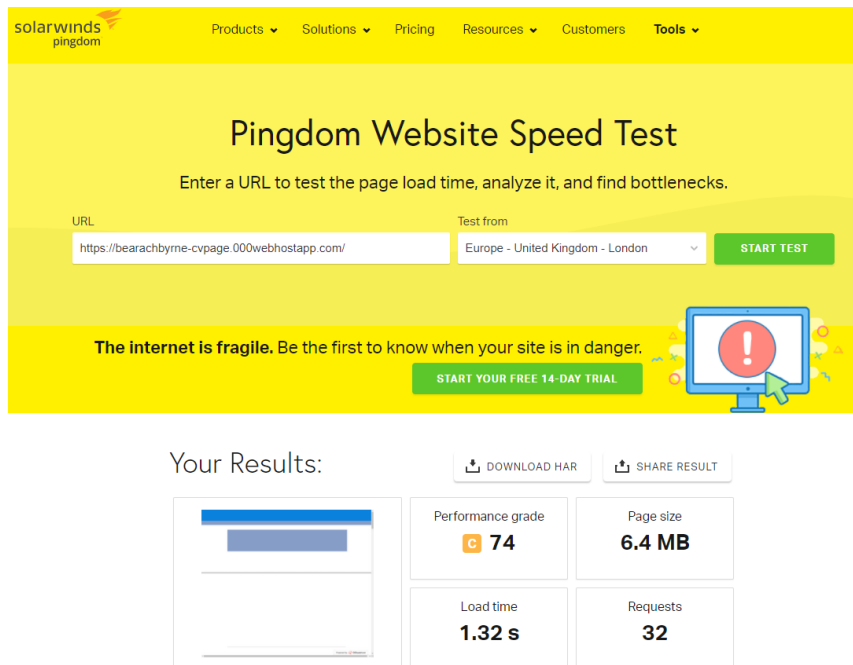 solarwinds
pingdom
Products Solutions Pricing Resources Customers Tools
Pingdom Website Speed Test
Enter a URL to test the page load time, analyze it, and find bottlenecks.
URL Test from
https://bearachbyrne-cvpage.000webhostapp.com/ Europe - United Kingdom - London START TEST
The internet is fragile. Be the first to know when your site is in danger.
START YOUR FREE 14-DAY TRIAL
Your Results: DOWNLOAD HAR SHARE RESULT
Performance grade Page size
C 74 6.4 MB
Load time Requests
1.32 s 32